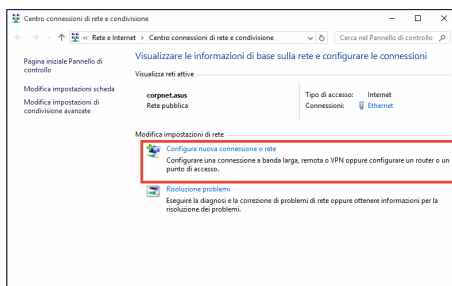 Centro connessioni di rete e condivisione
« Rete e Internet › Centro connessioni di rete e condivisione
Cerca nel Pannello di controllo
Pagina iniziale Pannello di
controllo
Modifica impostazioni scheda
Modifica impostazioni di
condivisione avanzate
Visualizzare le informazioni di base sulla rete e configurare le connessioni
Visualizza reti attive
corpnet.asus
Rete pubblica
Tipo di accesso: Internet
Connessioni: Ethernet
Modifica impostazioni di rete
Configura nuova connessione o rete
Configurare una connessione a banda larga, remota o VPN oppure configurare un router o un
punto di accesso.
Risoluzione problemi
Eseguire la diagnosi e la correzione di problemi di rete oppure ottenere informazioni per la
risoluzione dei problemi.